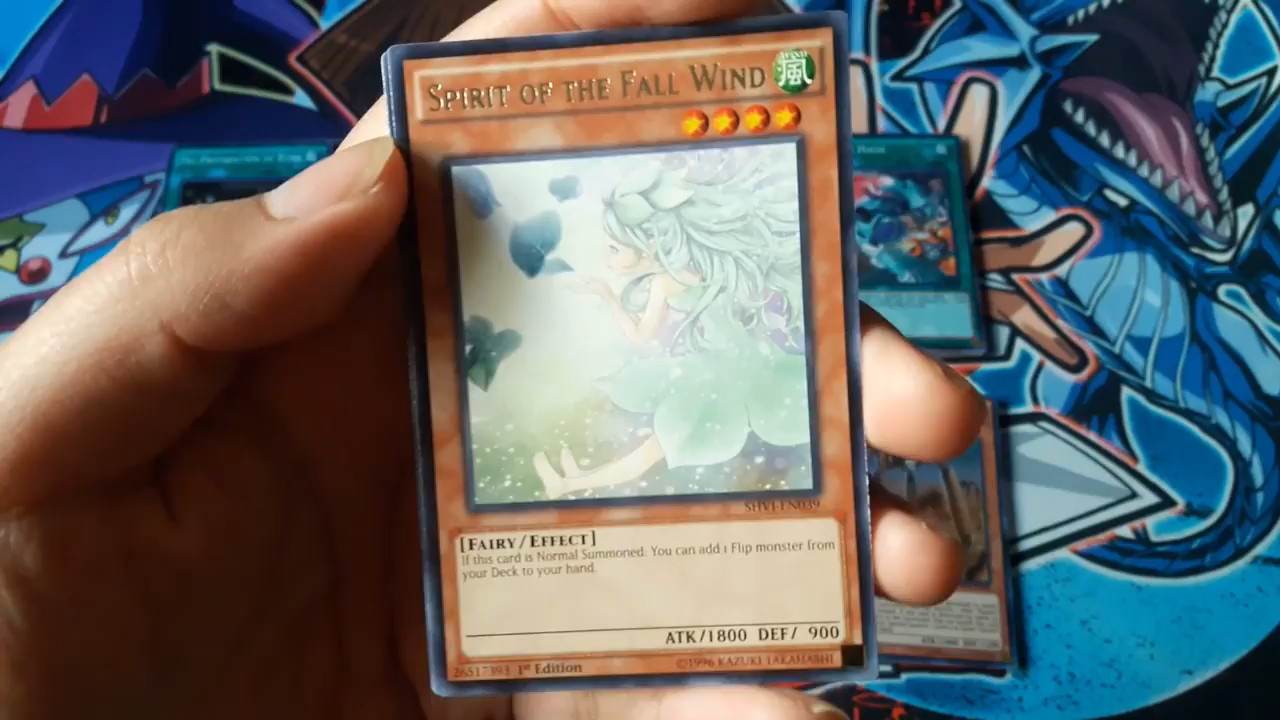 SPIRIT OF THE FALL WIND
WIND
風
SHVI-EN039
[FAIRY/EFFECT]
If this card is Normal Summoned: You can add 1 Flip monster from
your Deck to your hand.
ATK/1800 DEF/ 900
26517393 1st Edition
©1996 KAZUKI TAKAHASHI